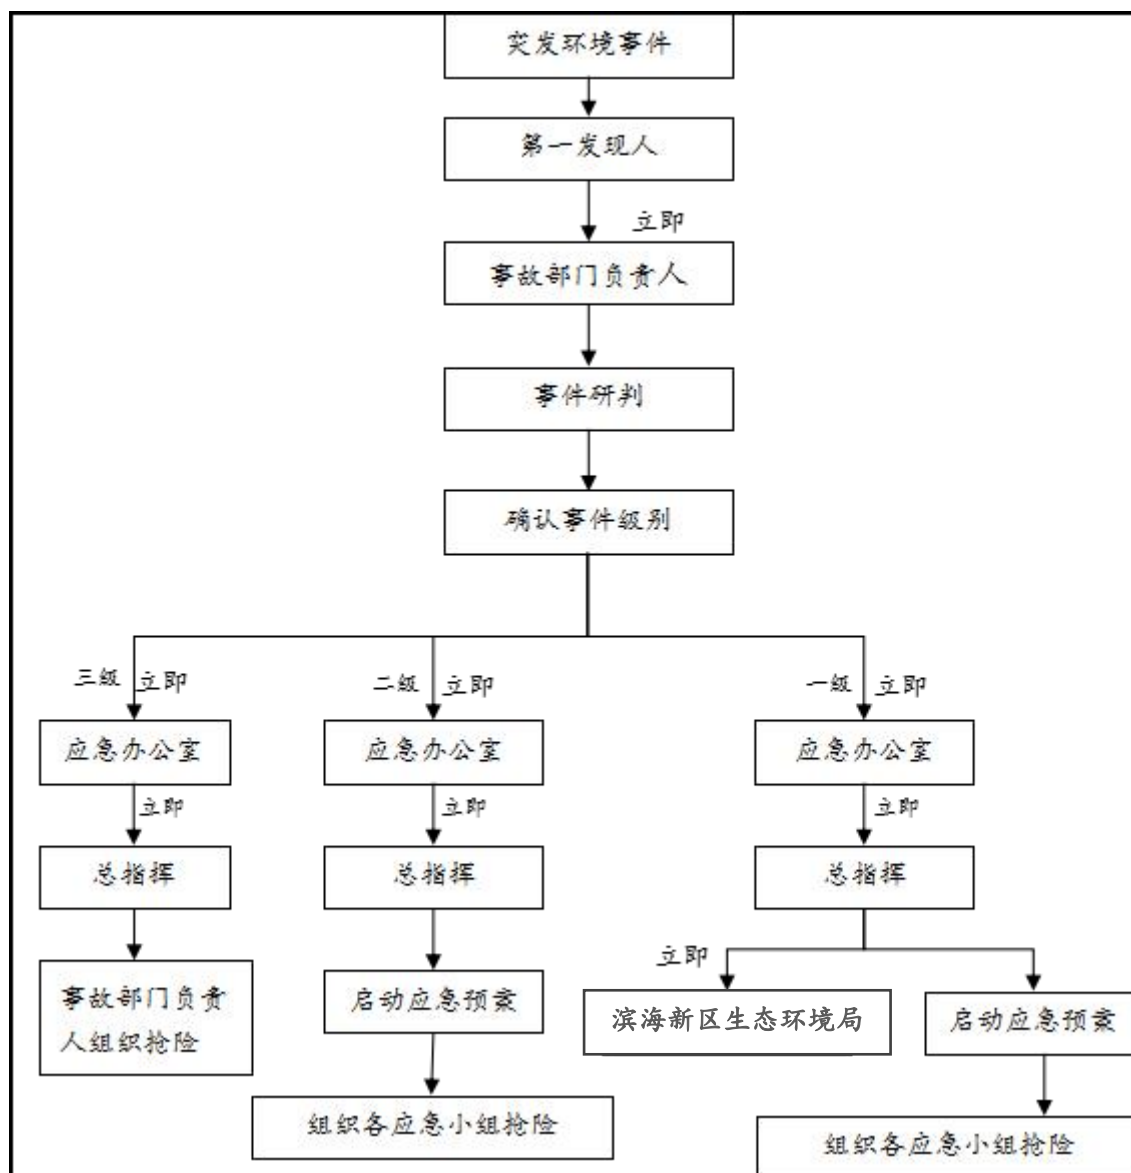 突发环境事件
第一发现人
立即
事故部门负责人
事件研判
确认事件级别
三级 立即
二级 立即
一级 立即
应急办公室
应急办公室
应急办公室
立即
立即
立即
总指挥
总指挥
总指挥
立即
事故部门负责
人组织抢险
启动应急预案
滨海新区生态环境局
启动应急预案
组织各应急小组抢险
组织各应急小组抢险